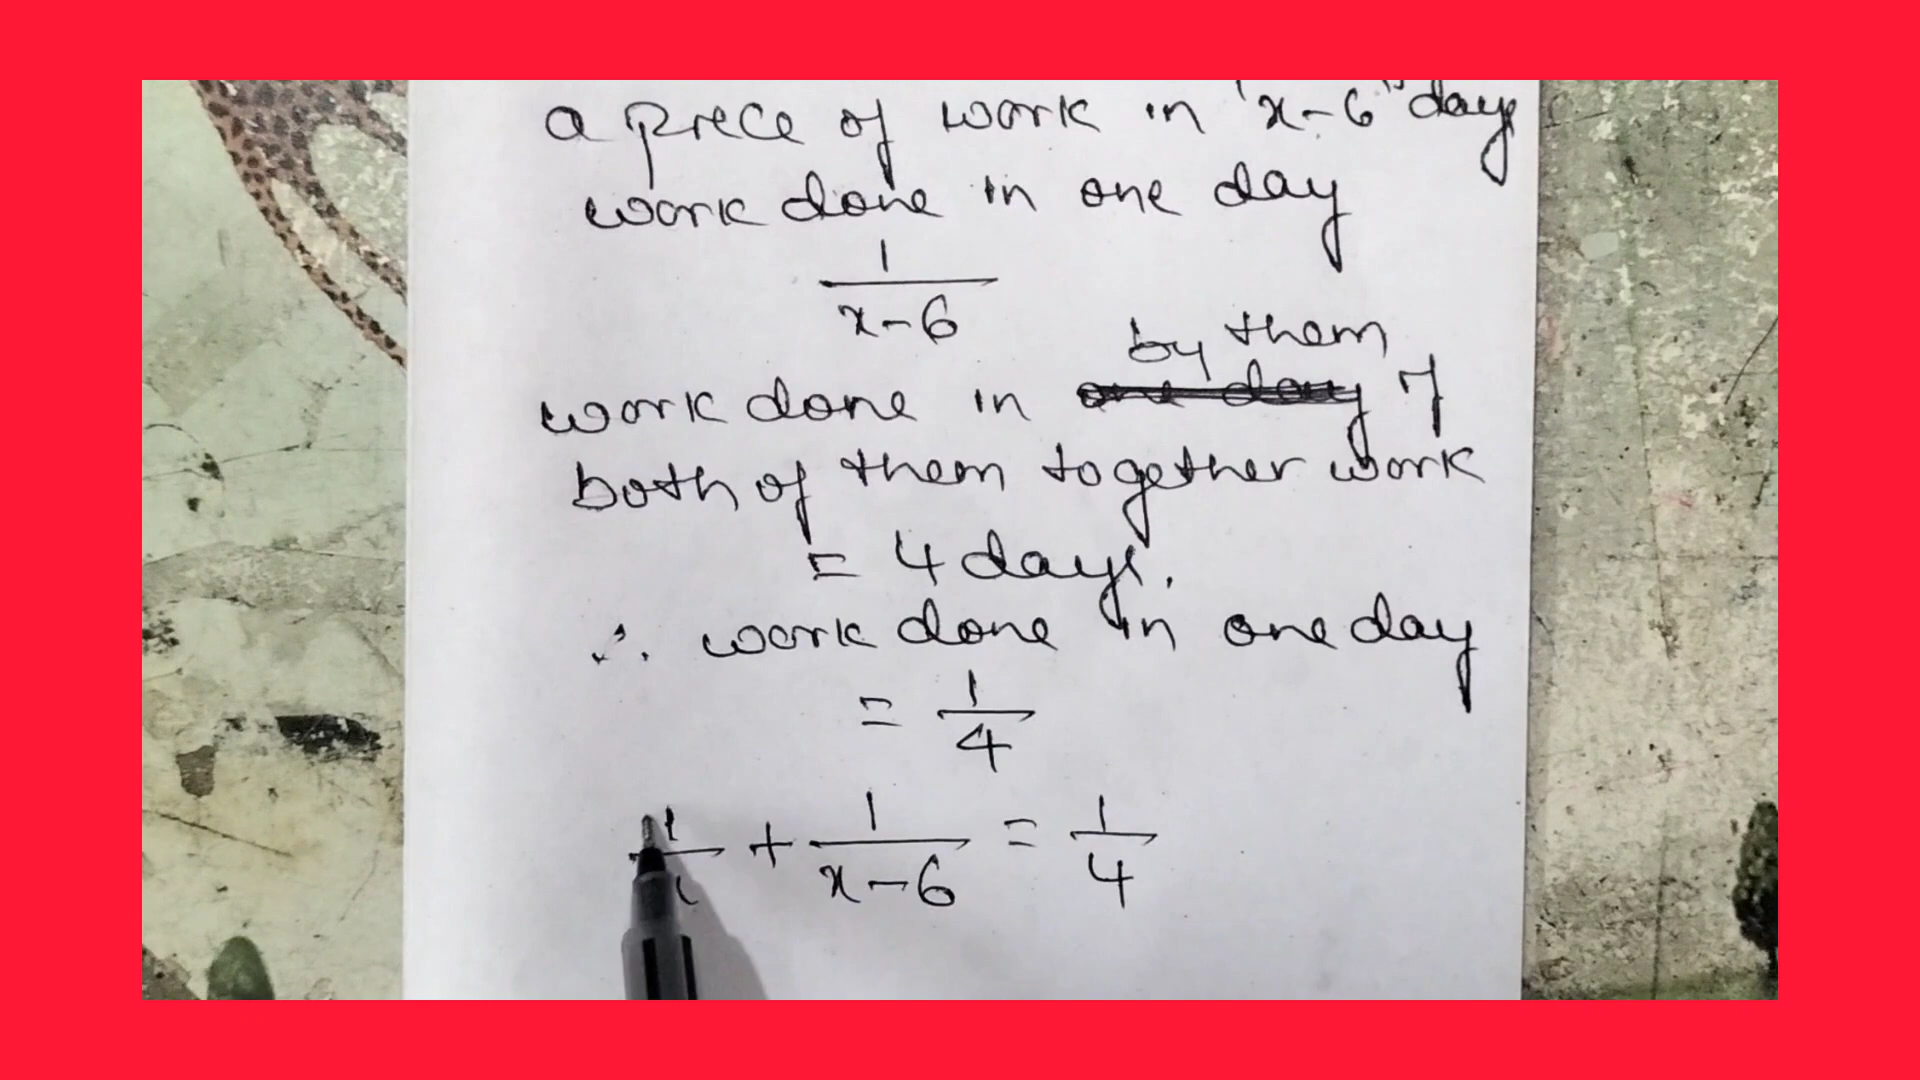 a piece of work in 'x-6" days
work done in one day
1/(x-6)
by them
work done in one day 7
both of them together work
= 4 days.
∴ work done in one day
= 1/4
1/x + 1/(x-6) = 1/4